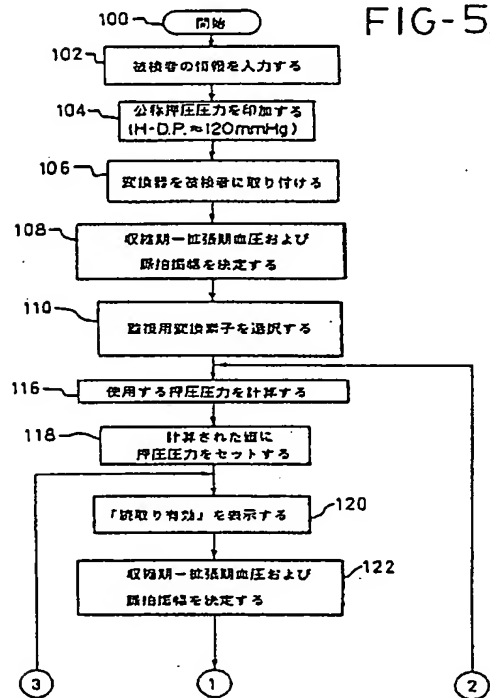 FIG-5
100
開始
102
被検者の情報を入力する
104
公称押圧圧力を印加する
(H-D.P.≈120mmHg)
106
変換器を被検者に取り付ける
108
収縮期ー拡張期血圧および
脈拍振幅を決定する
110
監視用変換素子を選択する
116
使用する押圧圧力を計算する
118
計算された値に
押圧圧力をセットする
120
「読取り有効」を表示する
122
収縮期ー拡張期血圧および
脈拍振幅を決定する
3
1
2